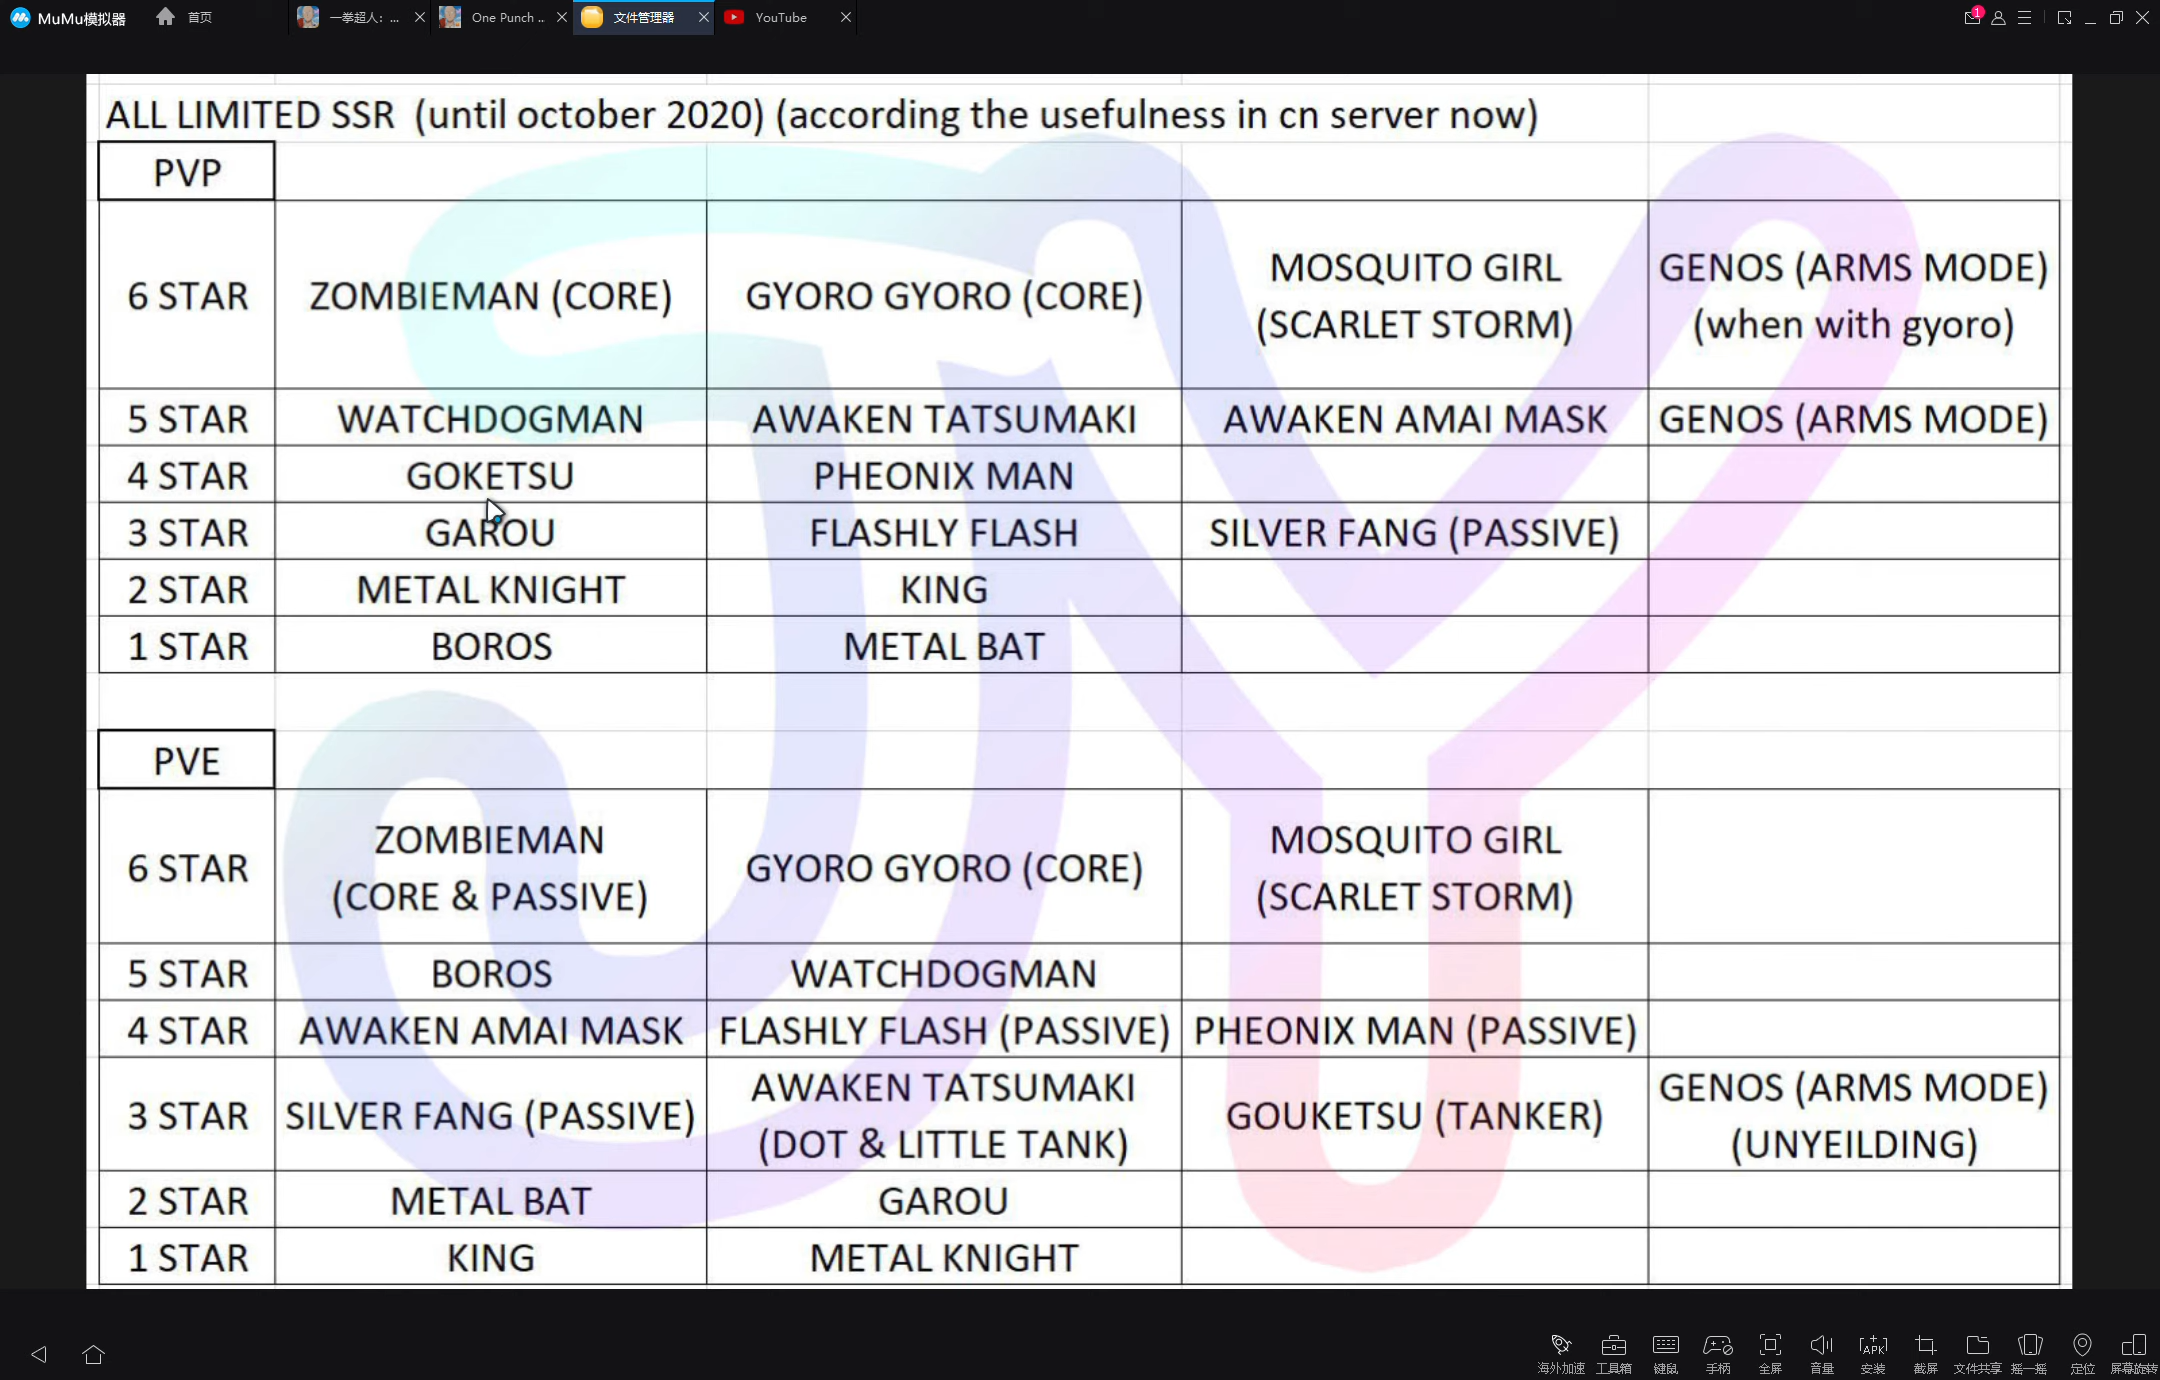 MuMu模拟器
首页
一拳超人: ...
One Punch ...
文件管理器
YouTube
1
ALL LIMITED SSR (until october 2020) (according the usefulness in cn server now)
PVP
6 STAR
ZOMBIEMAN (CORE)
GYORO GYORO (CORE)
MOSQUITO GIRL
(SCARLET STORM)
GENOS (ARMS MODE)
(when with gyoro)
5 STAR
WATCHDOGMAN
AWAKEN TATSUMAKI
AWAKEN AMAI MASK
GENOS (ARMS MODE)
4 STAR
GOKETSU
PHEONIX MAN
3 STAR
GAROU
FLASHLY FLASH
SILVER FANG (PASSIVE)
2 STAR
METAL KNIGHT
KING
1 STAR
BOROS
METAL BAT
PVE
6 STAR
ZOMBIEMAN
(CORE & PASSIVE)
GYORO GYORO (CORE)
MOSQUITO GIRL
(SCARLET STORM)
5 STAR
BOROS
WATCHDOGMAN
4 STAR
AWAKEN AMAI MASK
FLASHLY FLASH (PASSIVE)
PHEONIX MAN (PASSIVE)
3 STAR
SILVER FANG (PASSIVE)
AWAKEN TATSUMAKI
(DOT & LITTLE TANK)
GOUKETSU (TANKER)
GENOS (ARMS MODE)
(UNYEILDING)
2 STAR
METAL BAT
GAROU
1 STAR
KING
METAL KNIGHT
APK
海外加速
工具箱
键鼠
手柄
全屏
音量
安装
截屏
文件共享
摇一摇
定位
屏幕旋转